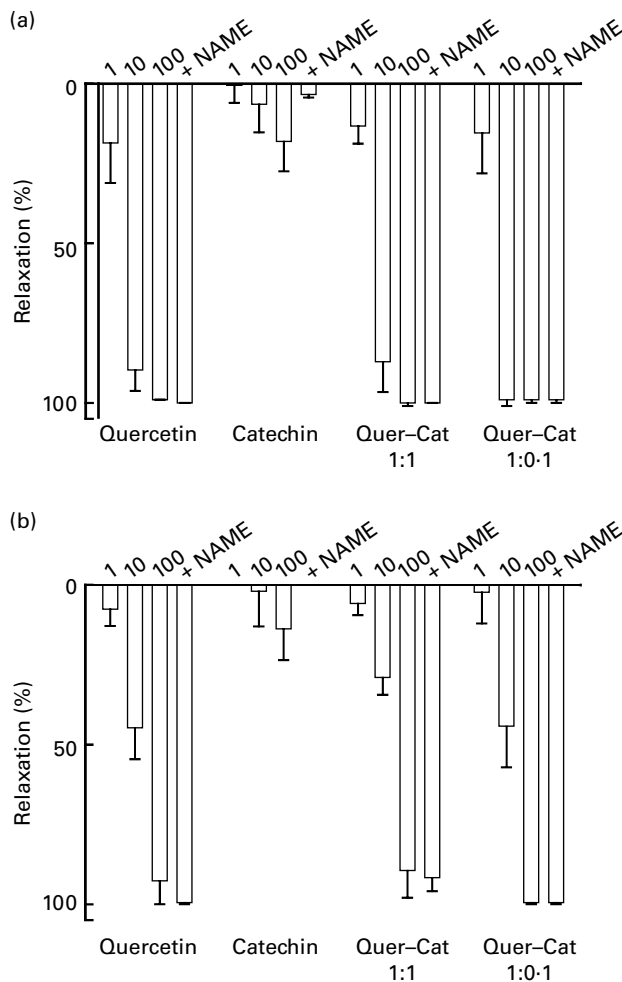 (a)
1 10 100 + NAME 1 10 100 + NAME 1 10 100 + NAME 1 10 100 + NAME
0
50
100
Relaxation (%)
Quercetin Catechin Quer–Cat Quer–Cat
1:1 1:0·1
(b)
1 10 100 + NAME 1 10 100 + NAME 1 10 100 + NAME 1 10 100 + NAME
0
50
100
Relaxation (%)
Quercetin Catechin Quer–Cat Quer–Cat
1:1 1:0·1